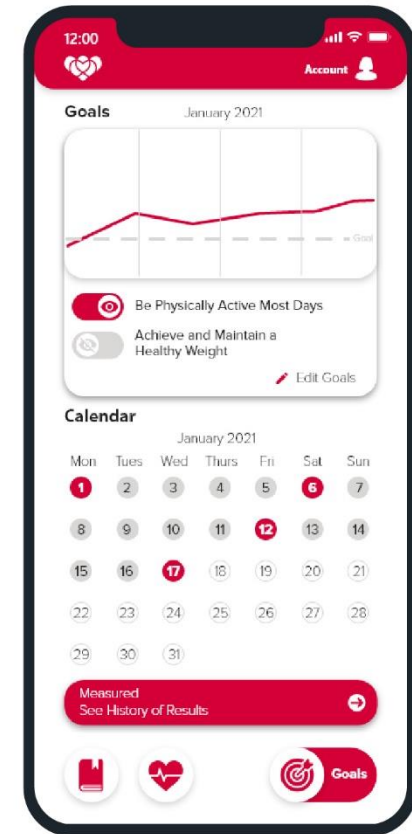 12:00
Account
Goals
January 2021
Goal
Be Physically Active Most Days
Achieve and Maintain a
Healthy Weight
Edit Goals
Calendar
January 2021
Mon Tues Wed Thurs Fri Sat Sun
1 2 3 4 5 6 7
8 9 10 11 12 13 14
15 16 17 18 19 20 21
22 23 24 25 26 27 28
29 30 31
Measured
See History of Results
Goals